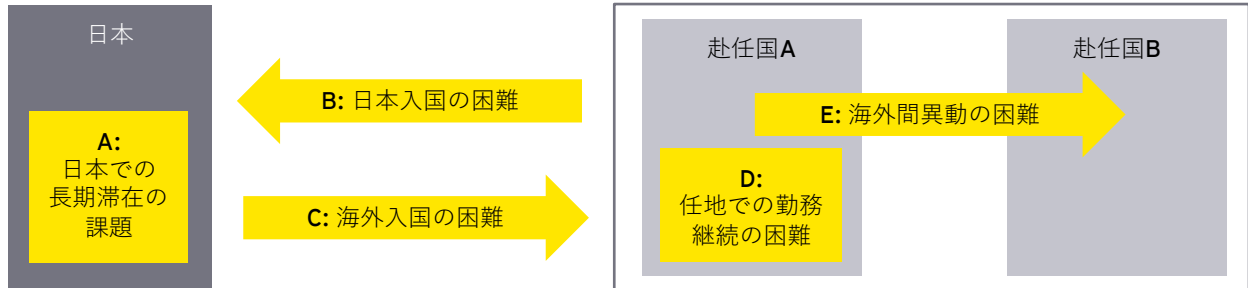 日本
A:
日本での
長期滞在の
課題
B: 日本入国の困難
C: 海外入国の困難
赴任国A
赴任国B
E: 海外間異動の困難
D:
任地での勤務
継続の困難